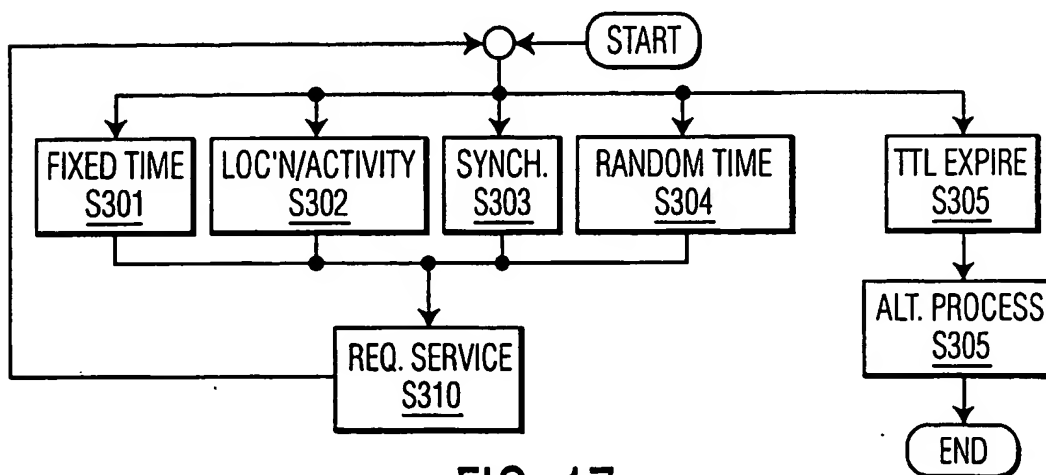 START
FIXED TIME
S301
LOC'N/ACTIVITY
S302
SYNCH.
S303
RANDOM TIME
S304
TTL EXPIRE
S305
REQ. SERVICE
S310
ALT. PROCESS
S305
END